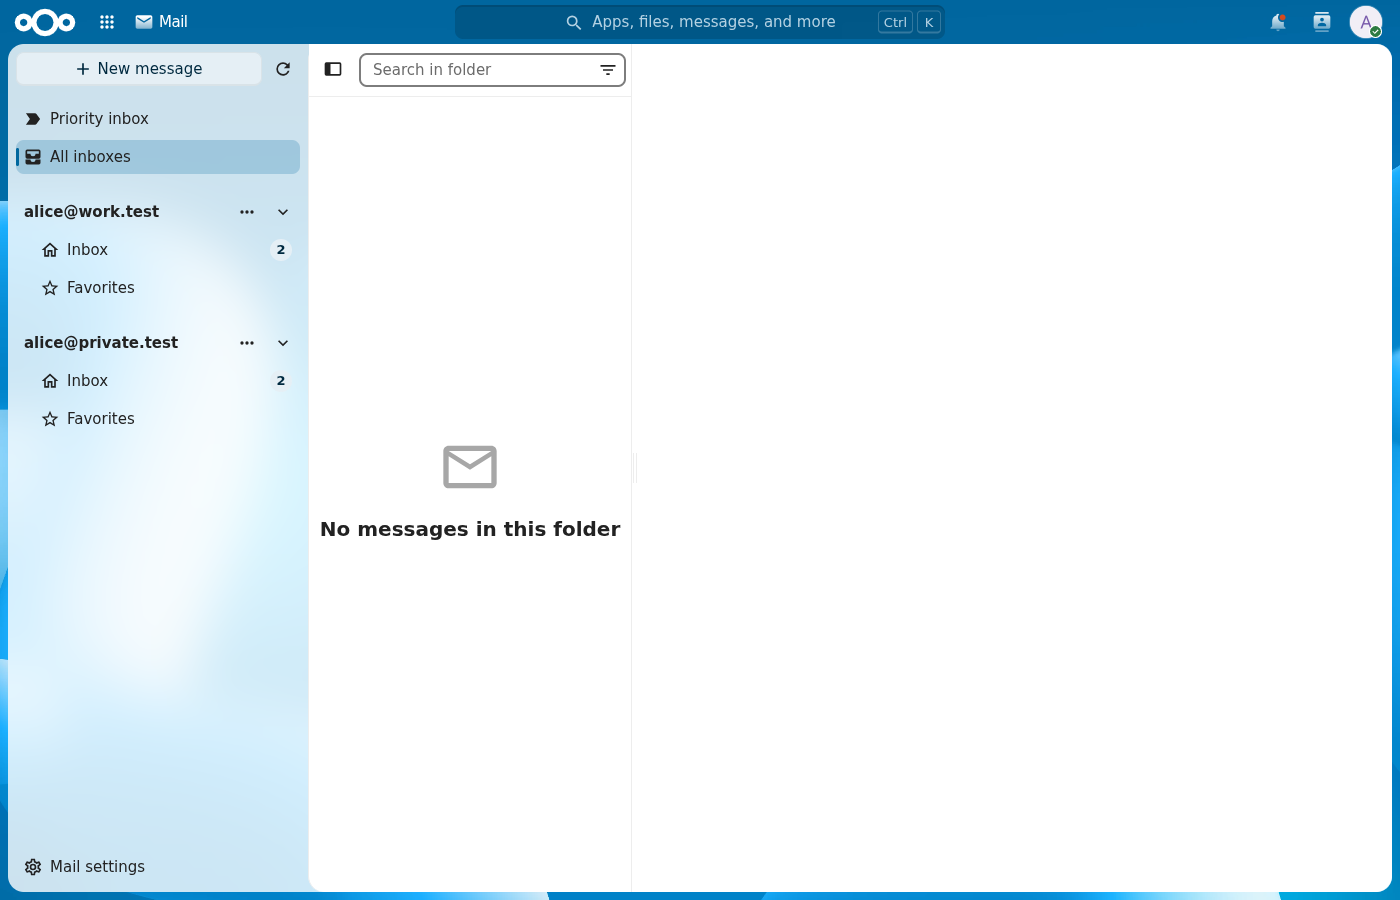 Mail
Apps, files, messages, and more
Ctrl
K
A
New message
Search in folder
Priority inbox
All inboxes
alice@work.test
Inbox
2
Favorites
alice@private.test
Inbox
2
Favorites
No messages in this folder
Mail settings